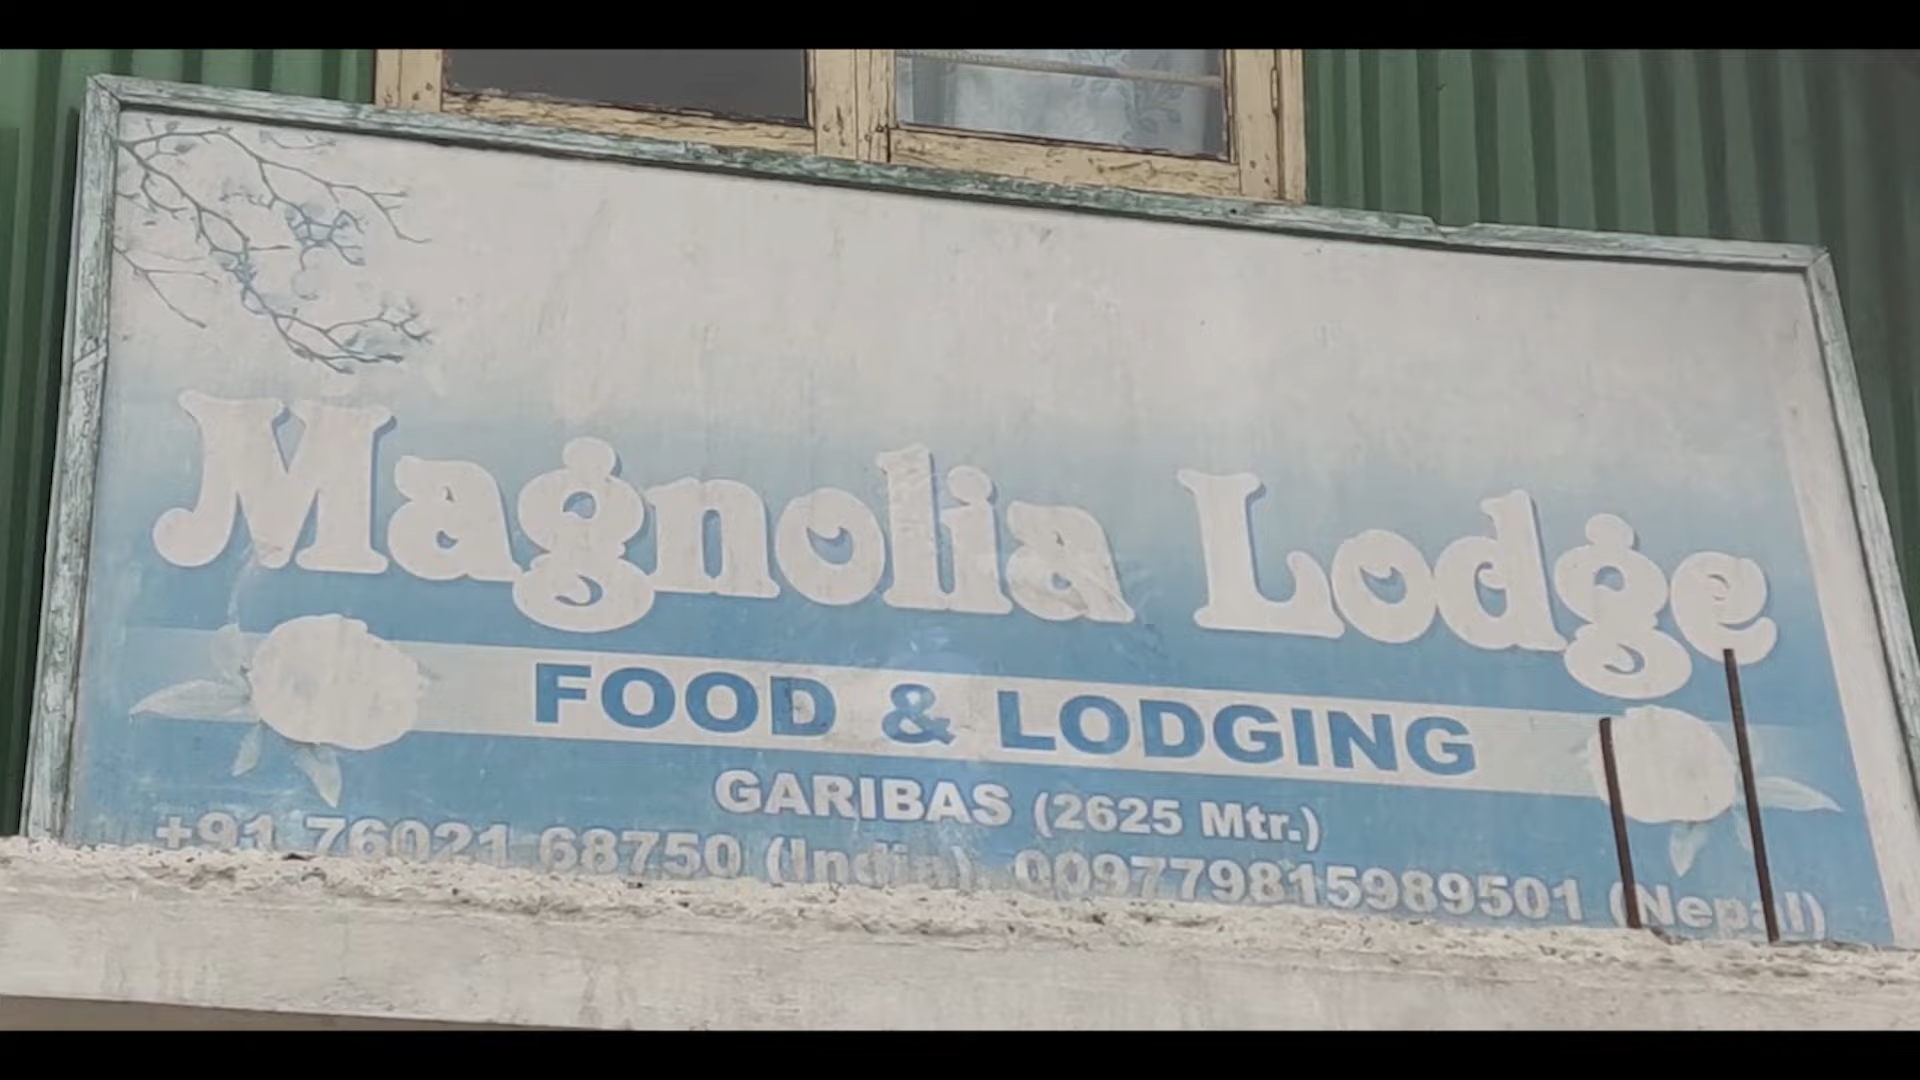 Magnolia Lodge
FOOD & LODGING
GARIBAS (2625 Mtr.)
+91 76021 68750 (India), 009779815989501 (Nepal)